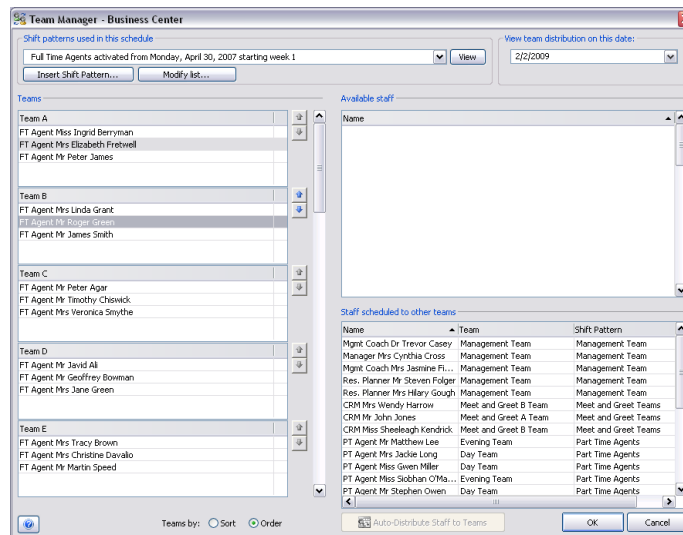 Team Manager - Business Center
Shift patterns used in this schedule
Full Time Agents activated from Monday, April 30, 2007 starting week 1
View
Insert Shift Pattern...
Modify list...
View team distribution on this date:
2/2/2009
Teams
Team A
FT Agent Miss Ingrid Berryman
FT Agent Mrs Elizabeth Fretwell
FT Agent Mr Peter James
Team B
FT Agent Mrs Linda Grant
FT Agent Mr Roger Green
FT Agent Mr James Smith
Team C
FT Agent Mr Peter Agar
FT Agent Mr Timothy Chiswick
FT Agent Mrs Veronica Smythe
Team D
FT Agent Mr Javid Ali
FT Agent Mr Geoffrey Bowman
FT Agent Mrs Jane Green
Team E
FT Agent Mrs Tracy Brown
FT Agent Mrs Christine Davalio
FT Agent Mr Martin Speed
Available staff
Name
Staff scheduled to other teams
Name Team Shift Pattern
Mgmt Coach Dr Trevor Casey Management Team Management Team
Manager Mrs Cynthia Cross Management Team Management Team
Mgmt Coach Mrs Jasmine Fi... Management Team Management Team
Res. Planner Mr Steven Folger Management Team Management Team
Res. Planner Mrs Hilary Gough Management Team Management Team
CRM Mrs Wendy Harrow Meet and Greet B Team Meet and Greet Teams
CRM Mr John Jones Meet and Greet A Team Meet and Greet Teams
CRM Miss Sheeleagh Kendrick Meet and Greet B Team Meet and Greet Teams
PT Agent Mr Matthew Lee Evening Team Part Time Agents
PT Agent Mrs Jackie Long Day Team Part Time Agents
PT Agent Miss Gwen Miller Day Team Part Time Agents
PT Agent Miss Siobhan O'Ma... Evening Team Part Time Agents
PT Agent Mr Stephen Owen Day Team Part Time Agents
Teams by: Sort Order
Auto-Distribute Staff to Teams
OK
Cancel